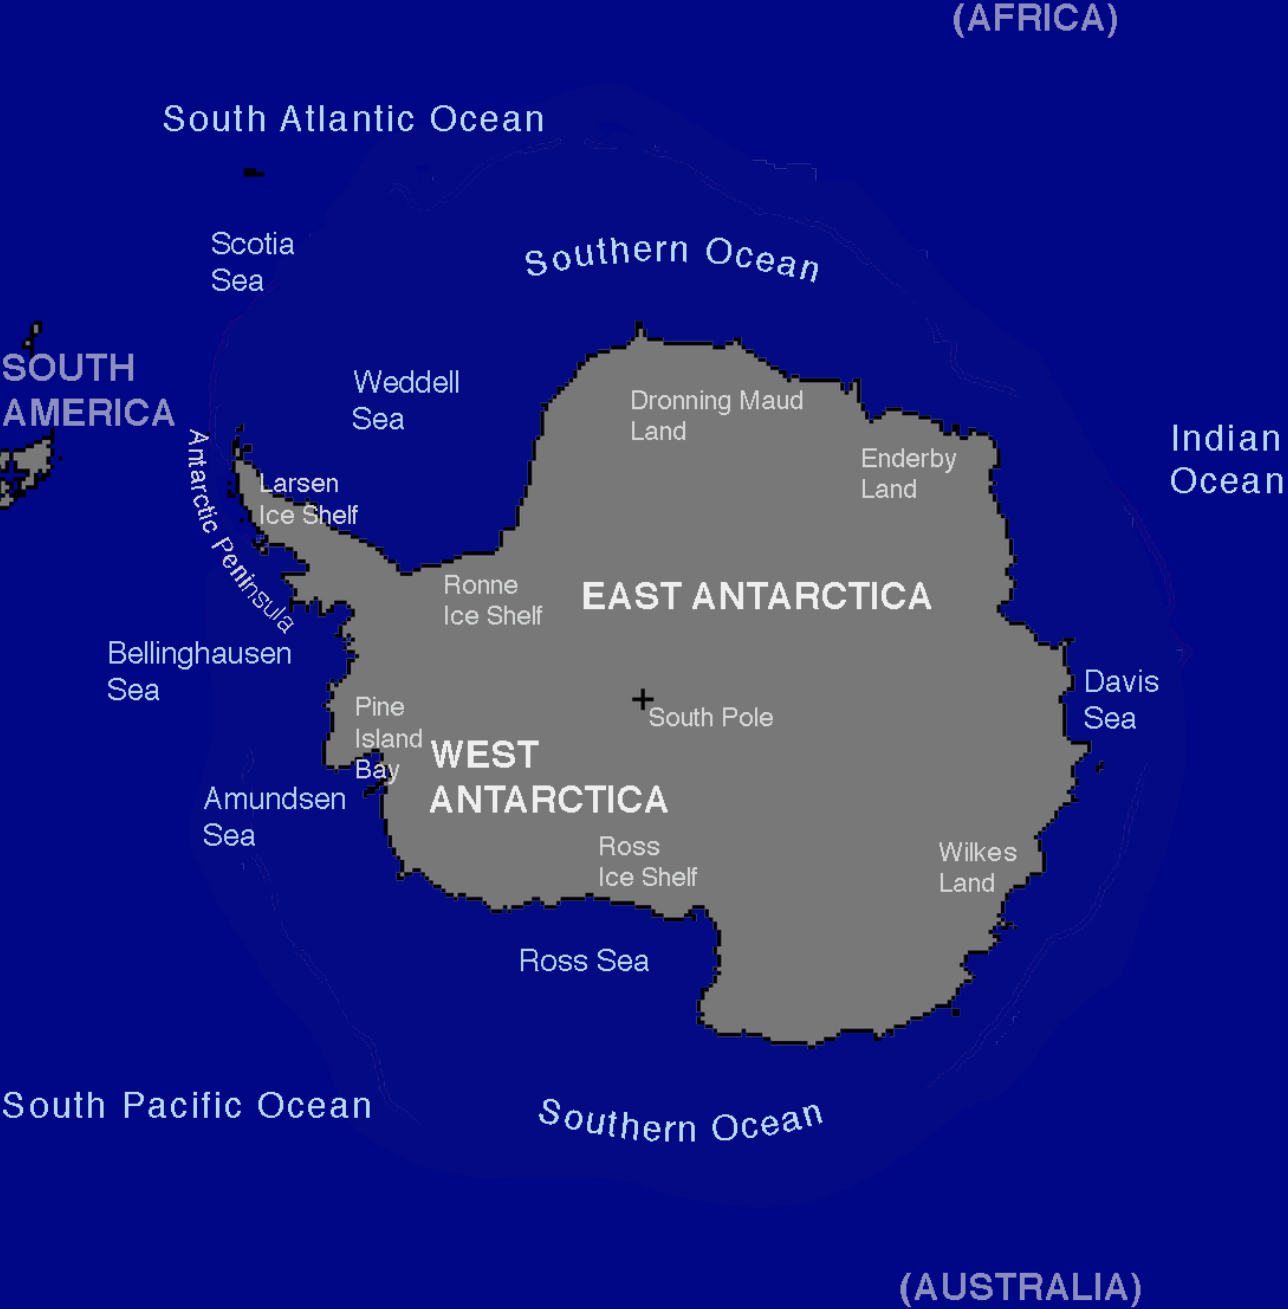 (AFRICA)
South Atlantic Ocean
Scotia
Sea
Southern Ocean
SOUTH
AMERICA
Weddell
Sea
Dronning Maud
Land
Enderby
Land
Indian
Ocean
Antarctic Peninsula
Larsen
Ice Shelf
Ronne
Ice Shelf
EAST ANTARCTICA
Bellinghausen
Sea
Davis
Sea
Pine
Island
Bay
South Pole
WEST
ANTARCTICA
Amundsen
Sea
Ross
Ice Shelf
Wilkes
Land
Ross Sea
South Pacific Ocean
Southern Ocean
(AUSTRALIA)